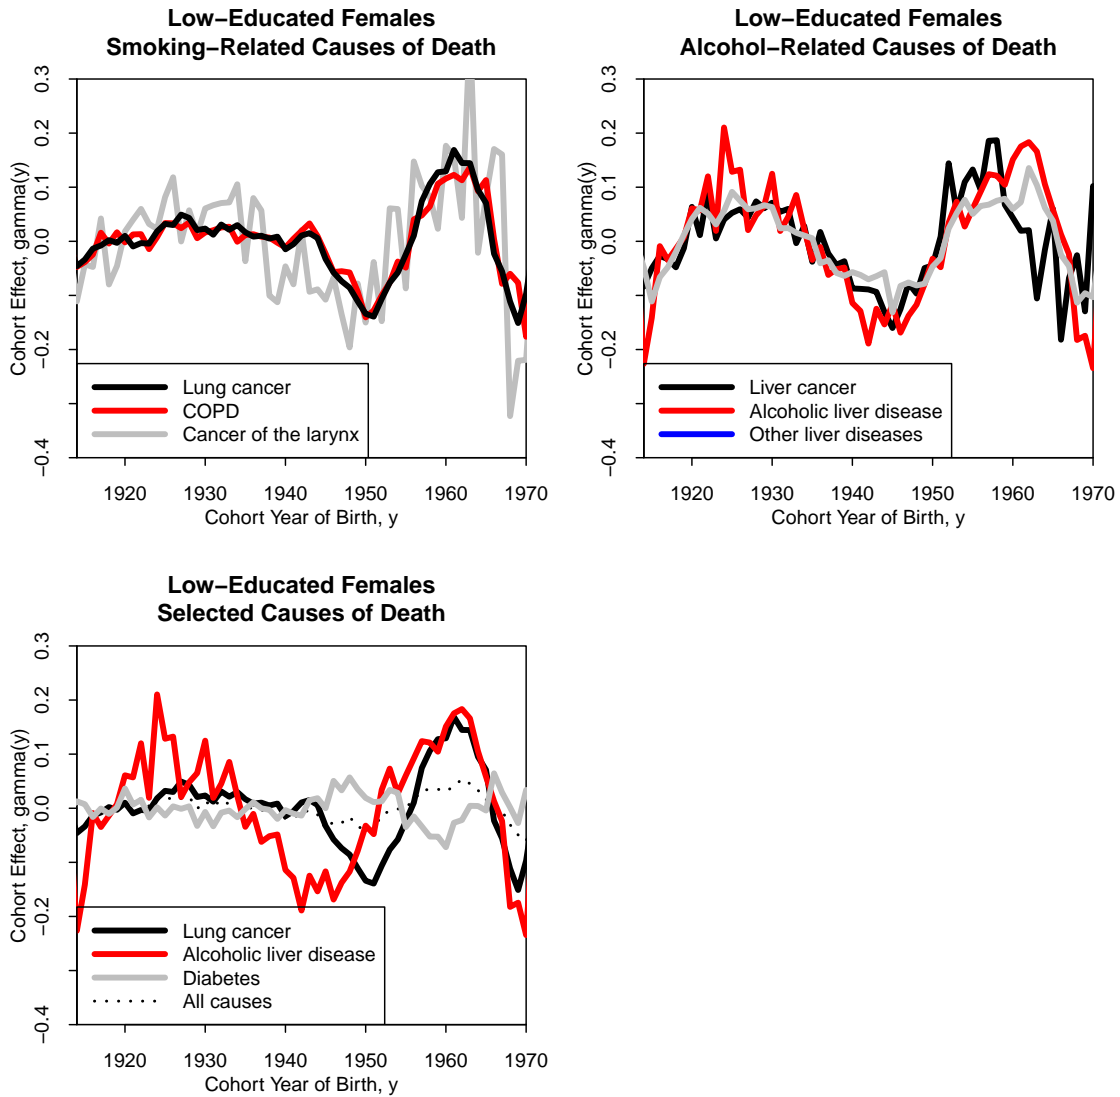 Low−Educated Females
Smoking−Related Causes of Death
Cohort Effect, gamma(y)
0.3
0.2
0.1
0.0
−0.2
−0.4
Lung cancer
COPD
Cancer of the larynx
1920 1930 1940 1950 1960 1970
Cohort Year of Birth, y
Low−Educated Females
Alcohol−Related Causes of Death
Cohort Effect, gamma(y)
0.3
0.2
0.1
0.0
−0.2
−0.4
Liver cancer
Alcoholic liver disease
Other liver diseases
1920 1930 1940 1950 1960 1970
Cohort Year of Birth, y
Low−Educated Females
Selected Causes of Death
Cohort Effect, gamma(y)
0.3
0.2
0.1
0.0
−0.2
−0.4
Lung cancer
Alcoholic liver disease
Diabetes
All causes
1920 1930 1940 1950 1960 1970
Cohort Year of Birth, y